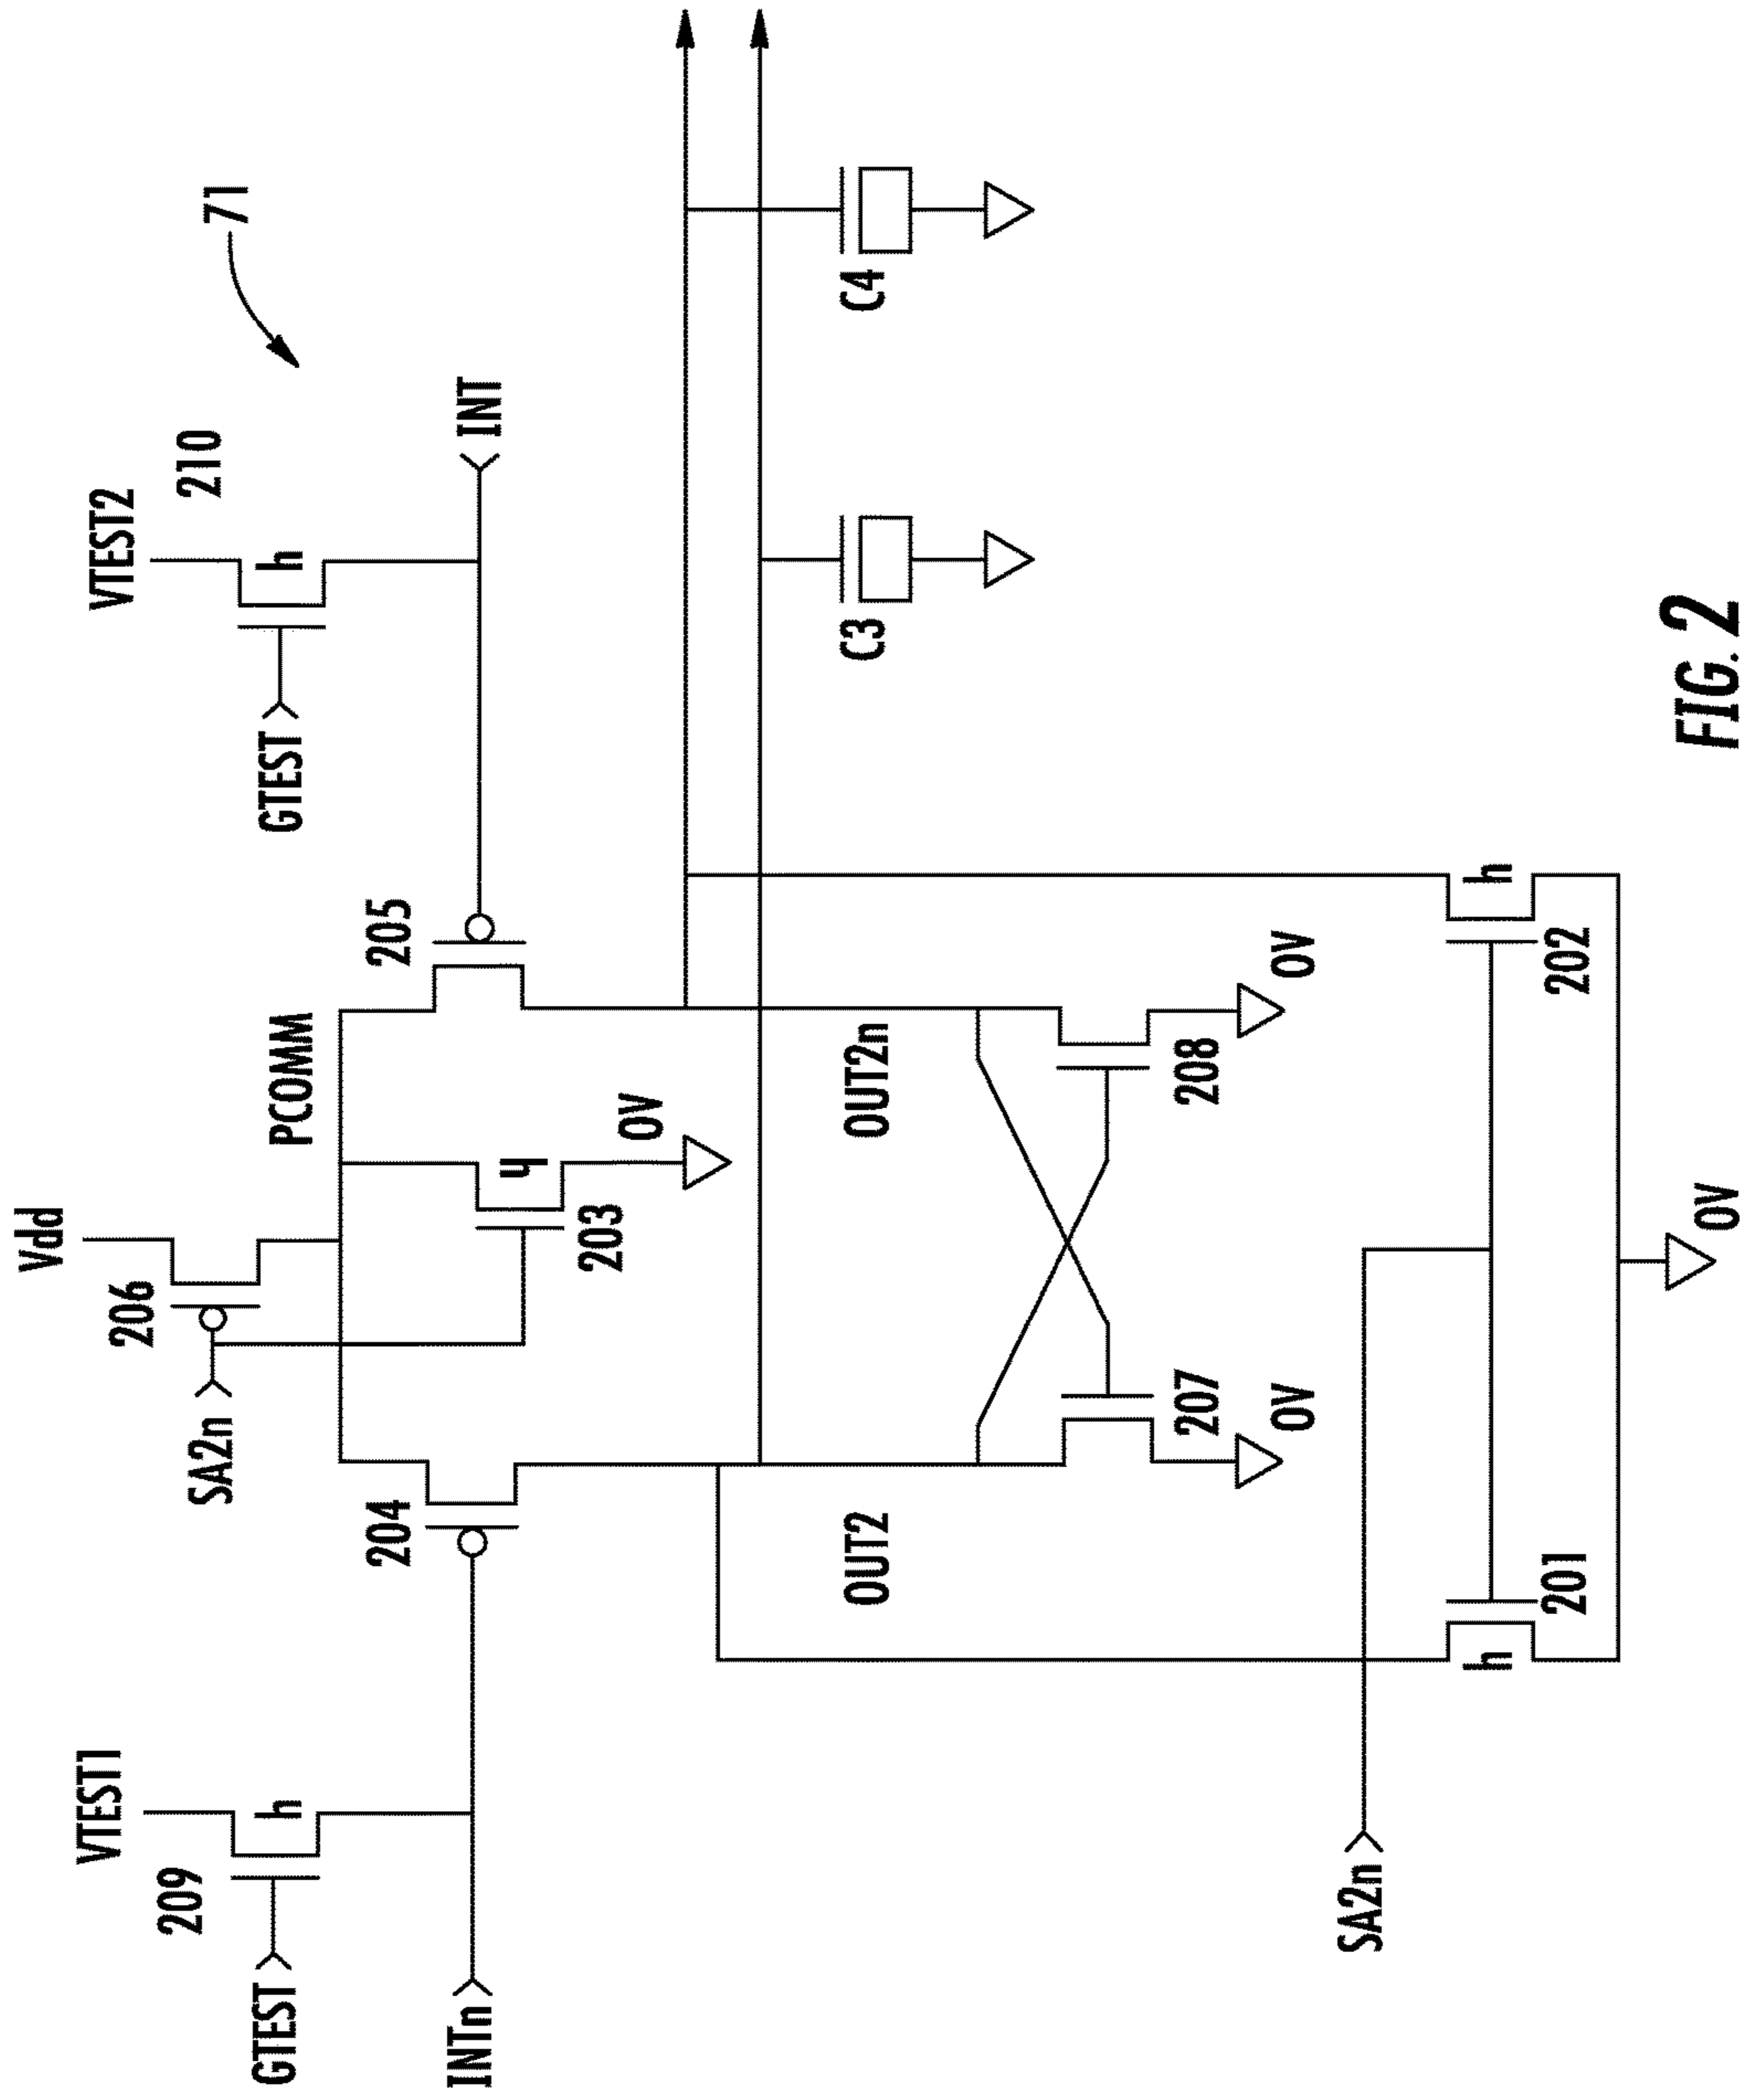 Vdd
VTEST1
VTEST2
206
209
210
SA2n
71
GTEST
h
GTEST
h
PCOMM
204
205
INTn
INT
h
203
0V
OUT2
OUT2n
C3
C4
207
208
0V
0V
SA2n
h
h
201
202
0V
FIG. 2